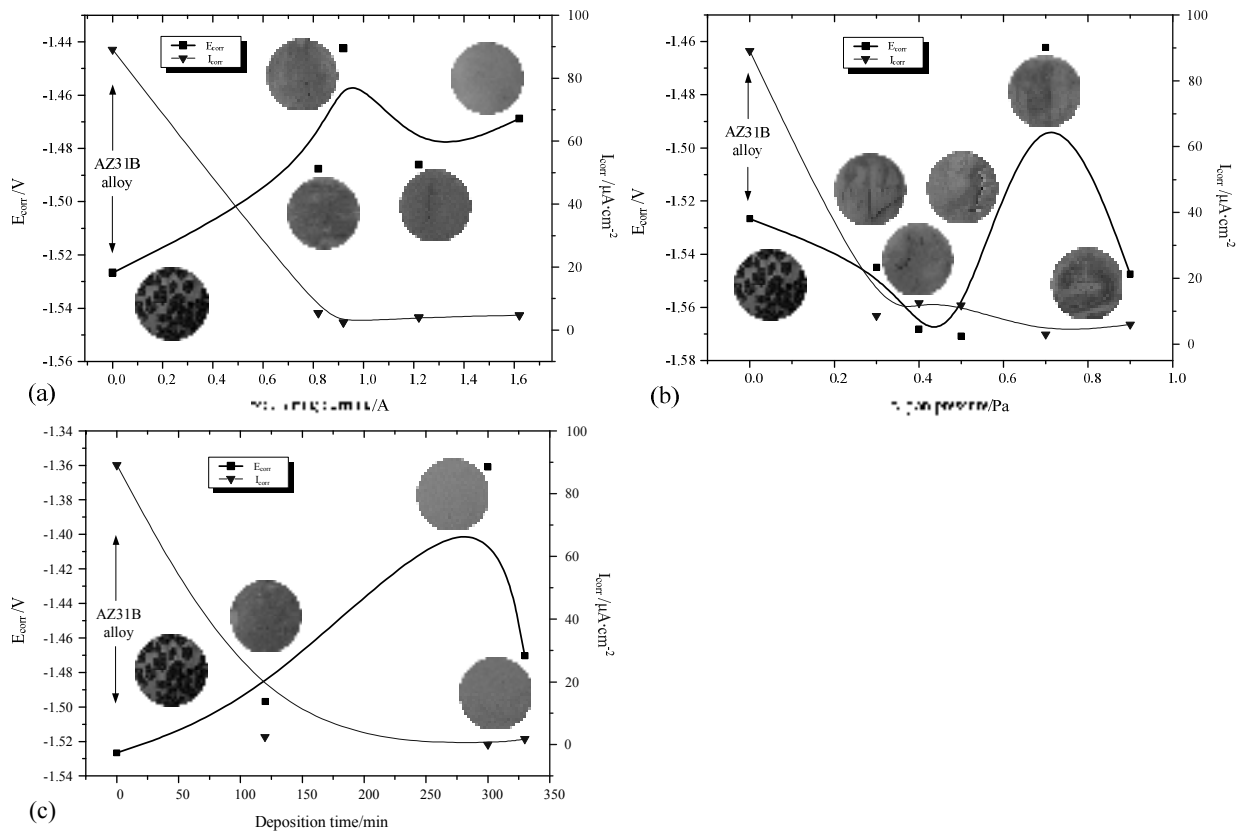 -1.44
-1.46
-1.48
-1.50
-1.52
-1.54
-1.56
E_corr /V
E_corr
I_corr
AZ31B
alloy
100
80
60
40
20
0
I_corr /μA·cm⁻²
0.0 0.2 0.4 0.6 0.8 1.0 1.2 1.4 1.6
/A
(a)
-1.46
-1.48
-1.50
-1.52
-1.54
-1.56
-1.58
E_corr /V
E_corr
I_corr
AZ31B
alloy
100
80
60
40
20
0
I_corr /μA·cm⁻²
0.0 0.2 0.4 0.6 0.8 1.0
pressure/Pa
(b)
-1.34
-1.36
-1.38
-1.40
-1.42
-1.44
-1.46
-1.48
-1.50
-1.52
-1.54
E_corr /V
E_corr
I_corr
AZ31B
alloy
100
80
60
40
20
0
I_corr /μA·cm⁻²
0 50 100 150 200 250 300 350
Deposition time/min
(c)